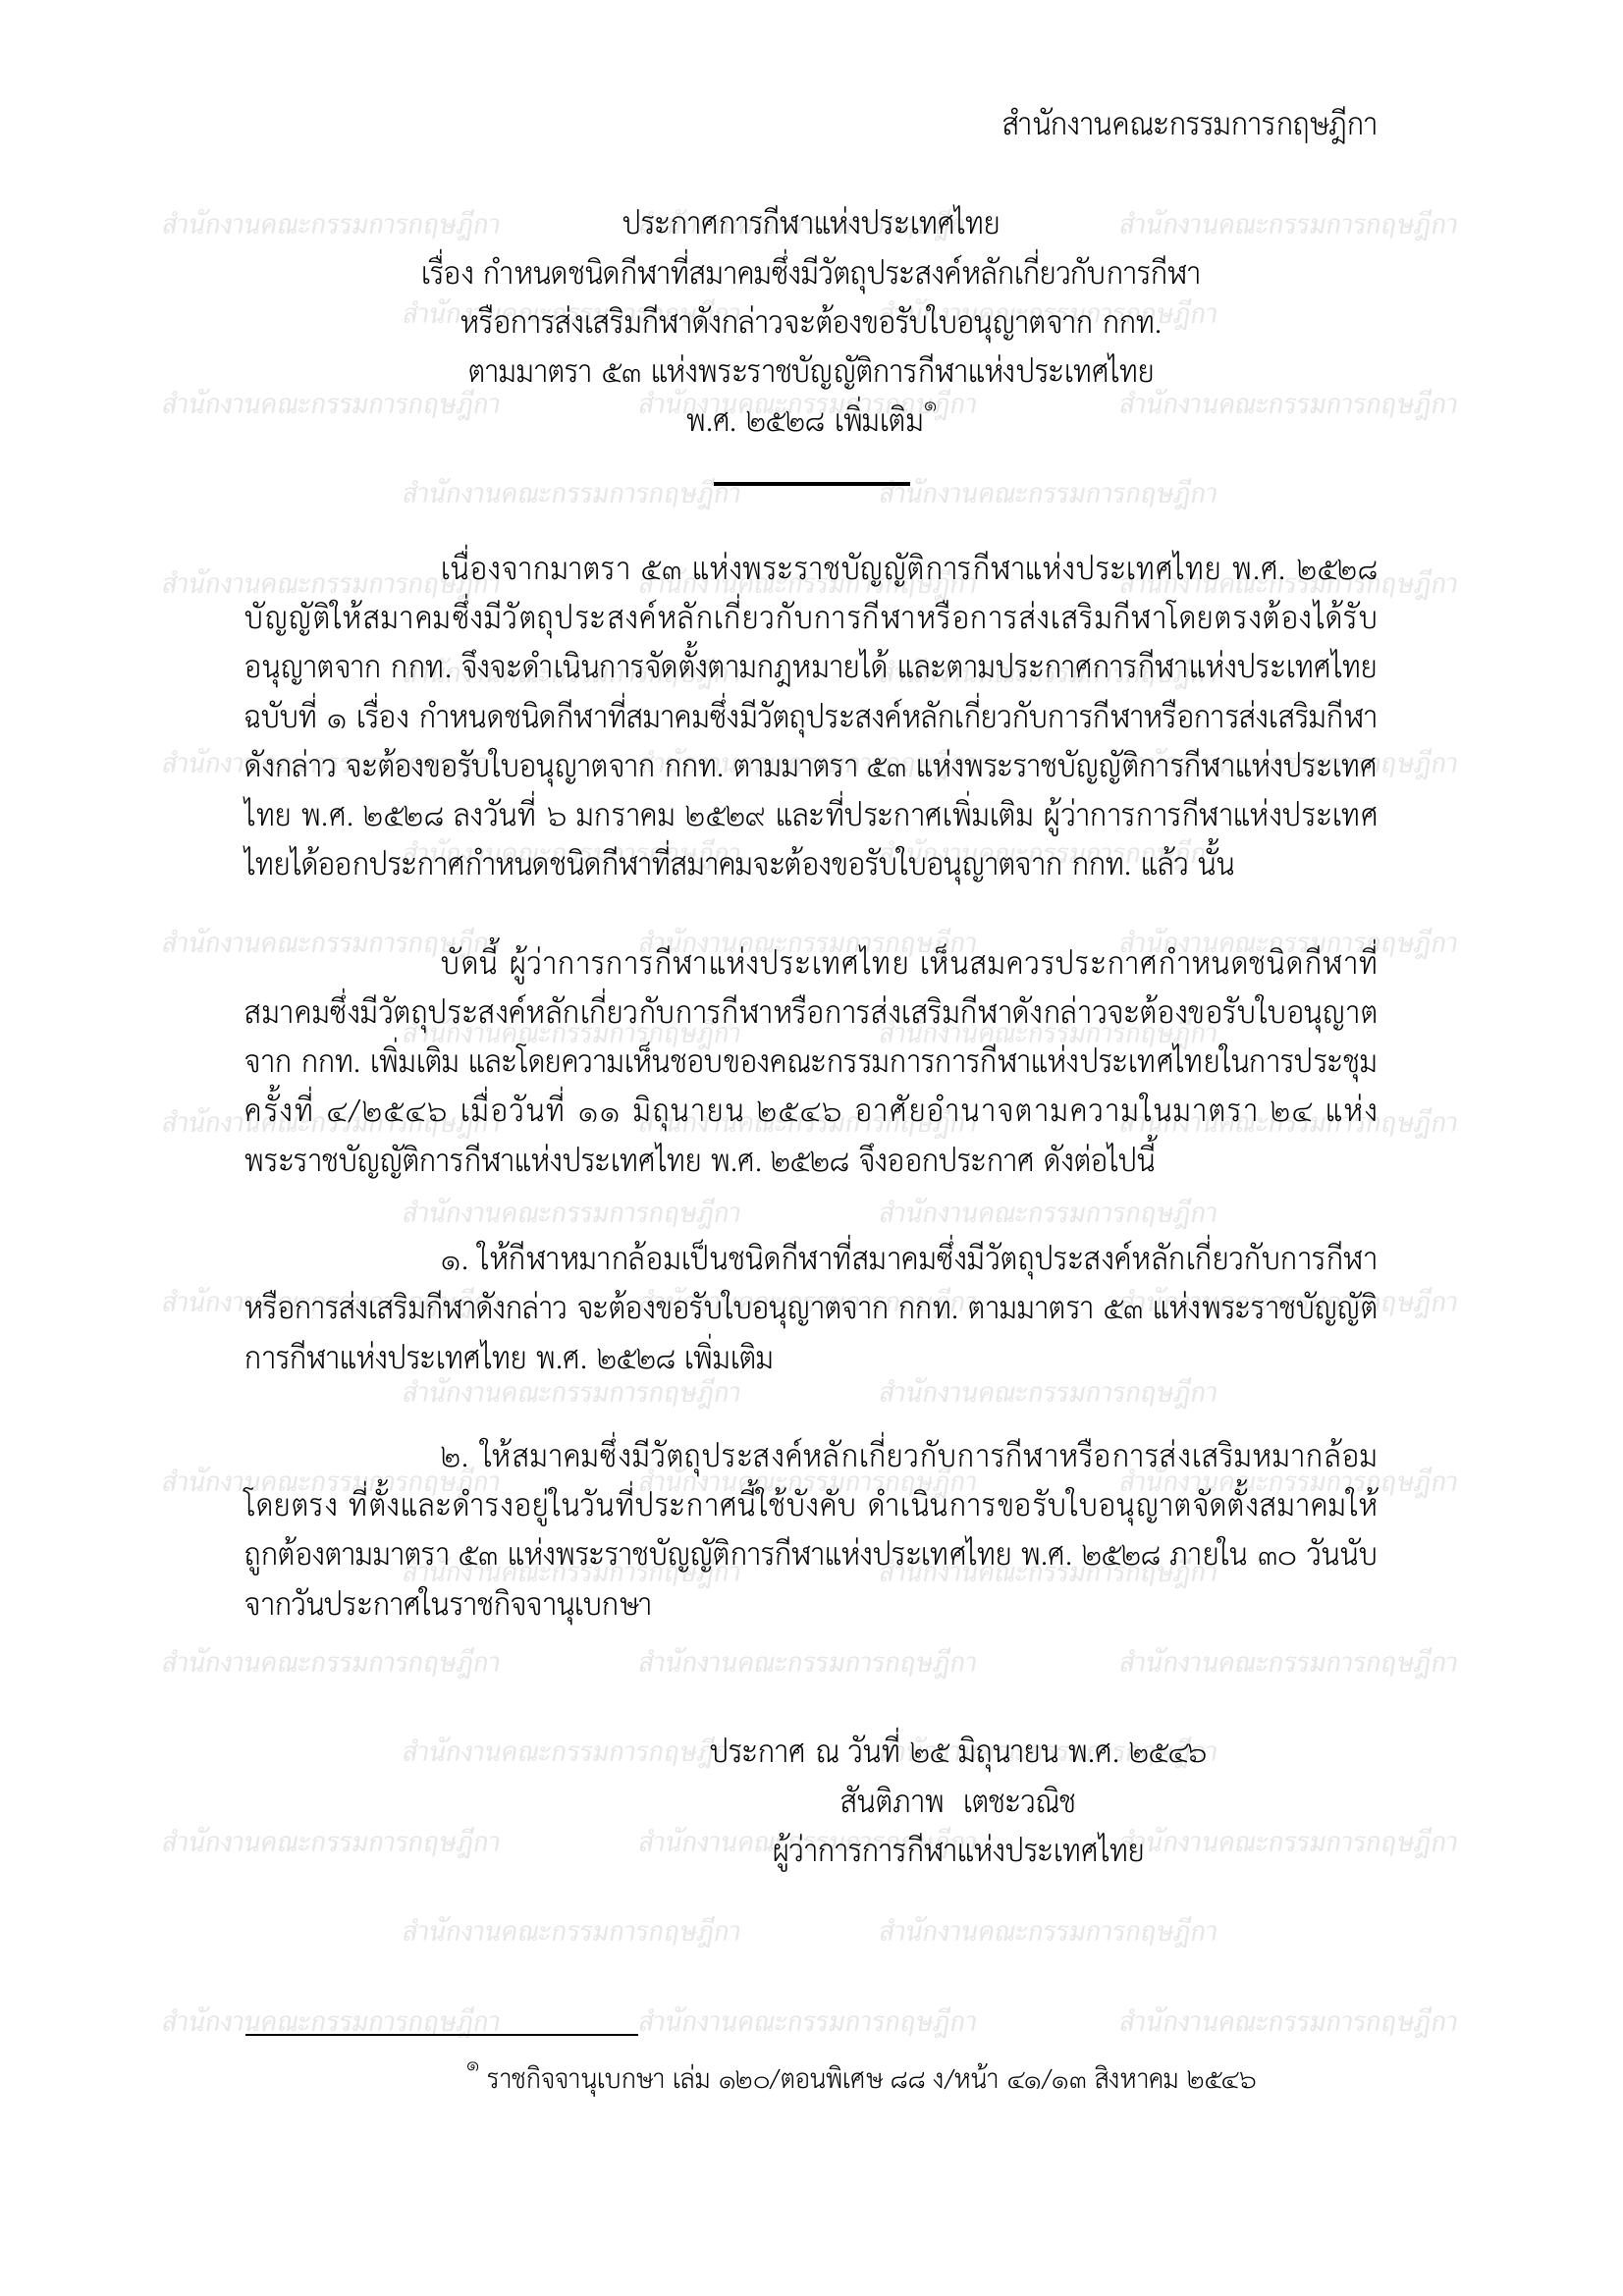 สำนักงานคณะกรรมการกฤษฎีกา
ประกาศการกีฬาแห่งประเทศไทย
เรื่อง กำหนดชนิดกีฬาที่สมาคมซึ่งมีวัตถุประสงค์หลักเกี่ยวกับการกีฬา
หรือการส่งเสริมกีฬาดังกล่าวจะต้องขอรับใบอนุญาตจาก กกท.
ตามมาตรา ๕๓ แห่งพระราชบัญญัติการกีฬาแห่งประเทศไทย
พ.ศ. ๒๕๒๘ เพิ่มเติม๑
เนื่องจากมาตรา ๕๓ แห่งพระราชบัญญัติการกีฬาแห่งประเทศไทย พ.ศ. ๒๕๒๘
บัญญัติให้สมาคมซึ่งมีวัตถุประสงค์หลักเกี่ยวกับการกีฬาหรือการส่งเสริมกีฬาโดยตรงต้องได้รับ
อนุญาตจาก กกท. จึงจะดำเนินการจัดตั้งตามกฎหมายได้ และตามประกาศการกีฬาแห่งประเทศไทย
ฉบับที่ ๑ เรื่อง กำหนดชนิดกีฬาที่สมาคมซึ่งมีวัตถุประสงค์หลักเกี่ยวกับการกีฬาหรือการส่งเสริมกีฬา
ดังกล่าว จะต้องขอรับใบอนุญาตจาก กกท. ตามมาตรา ๕๓ แห่งพระราชบัญญัติการกีฬาแห่งประเทศ
ไทย พ.ศ. ๒๕๒๘ ลงวันที่ ๖ มกราคม ๒๕๒๙ และที่ประกาศเพิ่มเติม ผู้ว่าการการกีฬาแห่งประเทศ
ไทยได้ออกประกาศกำหนดชนิดกีฬาที่สมาคมจะต้องขอรับใบอนุญาตจาก กกท. แล้ว นั้น
บัดนี้ ผู้ว่าการการกีฬาแห่งประเทศไทย เห็นสมควรประกาศกำหนดชนิดกีฬาที่
สมาคมซึ่งมีวัตถุประสงค์หลักเกี่ยวกับการกีฬาหรือการส่งเสริมกีฬาดังกล่าวจะต้องขอรับใบอนุญาต
จาก กกท. เพิ่มเติม และโดยความเห็นชอบของคณะกรรมการการกีฬาแห่งประเทศไทยในการประชุม
ครั้งที่ ๔/๒๕๔๖ เมื่อวันที่ ๑๑ มิถุนายน ๒๕๔๖ อาศัยอำนาจตามความในมาตรา ๒๔ แห่ง
พระราชบัญญัติการกีฬาแห่งประเทศไทย พ.ศ. ๒๕๒๘ จึงออกประกาศ ดังต่อไปนี้
๑. ให้กีฬาหมากล้อมเป็นชนิดกีฬาที่สมาคมซึ่งมีวัตถุประสงค์หลักเกี่ยวกับการกีฬา
หรือการส่งเสริมกีฬาดังกล่าว จะต้องขอรับใบอนุญาตจาก กกท. ตามมาตรา ๕๓ แห่งพระราชบัญญัติ
การกีฬาแห่งประเทศไทย พ.ศ. ๒๕๒๘ เพิ่มเติม
๒. ให้สมาคมซึ่งมีวัตถุประสงค์หลักเกี่ยวกับการกีฬาหรือการส่งเสริมหมากล้อม
โดยตรง ที่ตั้งและดำรงอยู่ในวันที่ประกาศนี้ใช้บังคับ ดำเนินการขอรับใบอนุญาตจัดตั้งสมาคมให้
ถูกต้องตามมาตรา ๕๓ แห่งพระราชบัญญัติการกีฬาแห่งประเทศไทย พ.ศ. ๒๕๒๘ ภายใน ๓๐ วันนับ
จากวันประกาศในราชกิจจานุเบกษา
ประกาศ ณ วันที่ ๒๕ มิถุนายน พ.ศ. ๒๕๔๖
สันติภาพ เตชะวณิช
ผู้ว่าการการกีฬาแห่งประเทศไทย
๑ ราชกิจจานุเบกษา เล่ม ๑๒๐/ตอนพิเศษ ๘๘ ง/หน้า ๔๑/๑๓ สิงหาคม ๒๕๔๖